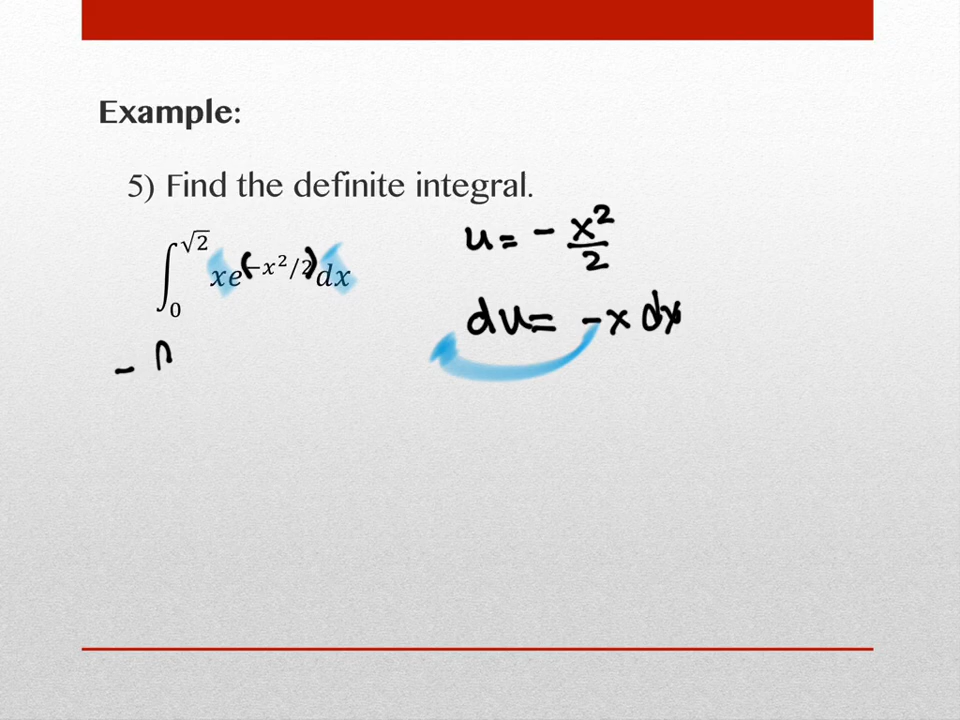 Example:
5) Find the definite integral.
∫₀^√2 xe^(−x²/2) dx
u = - x²/2
du = -x dx
-